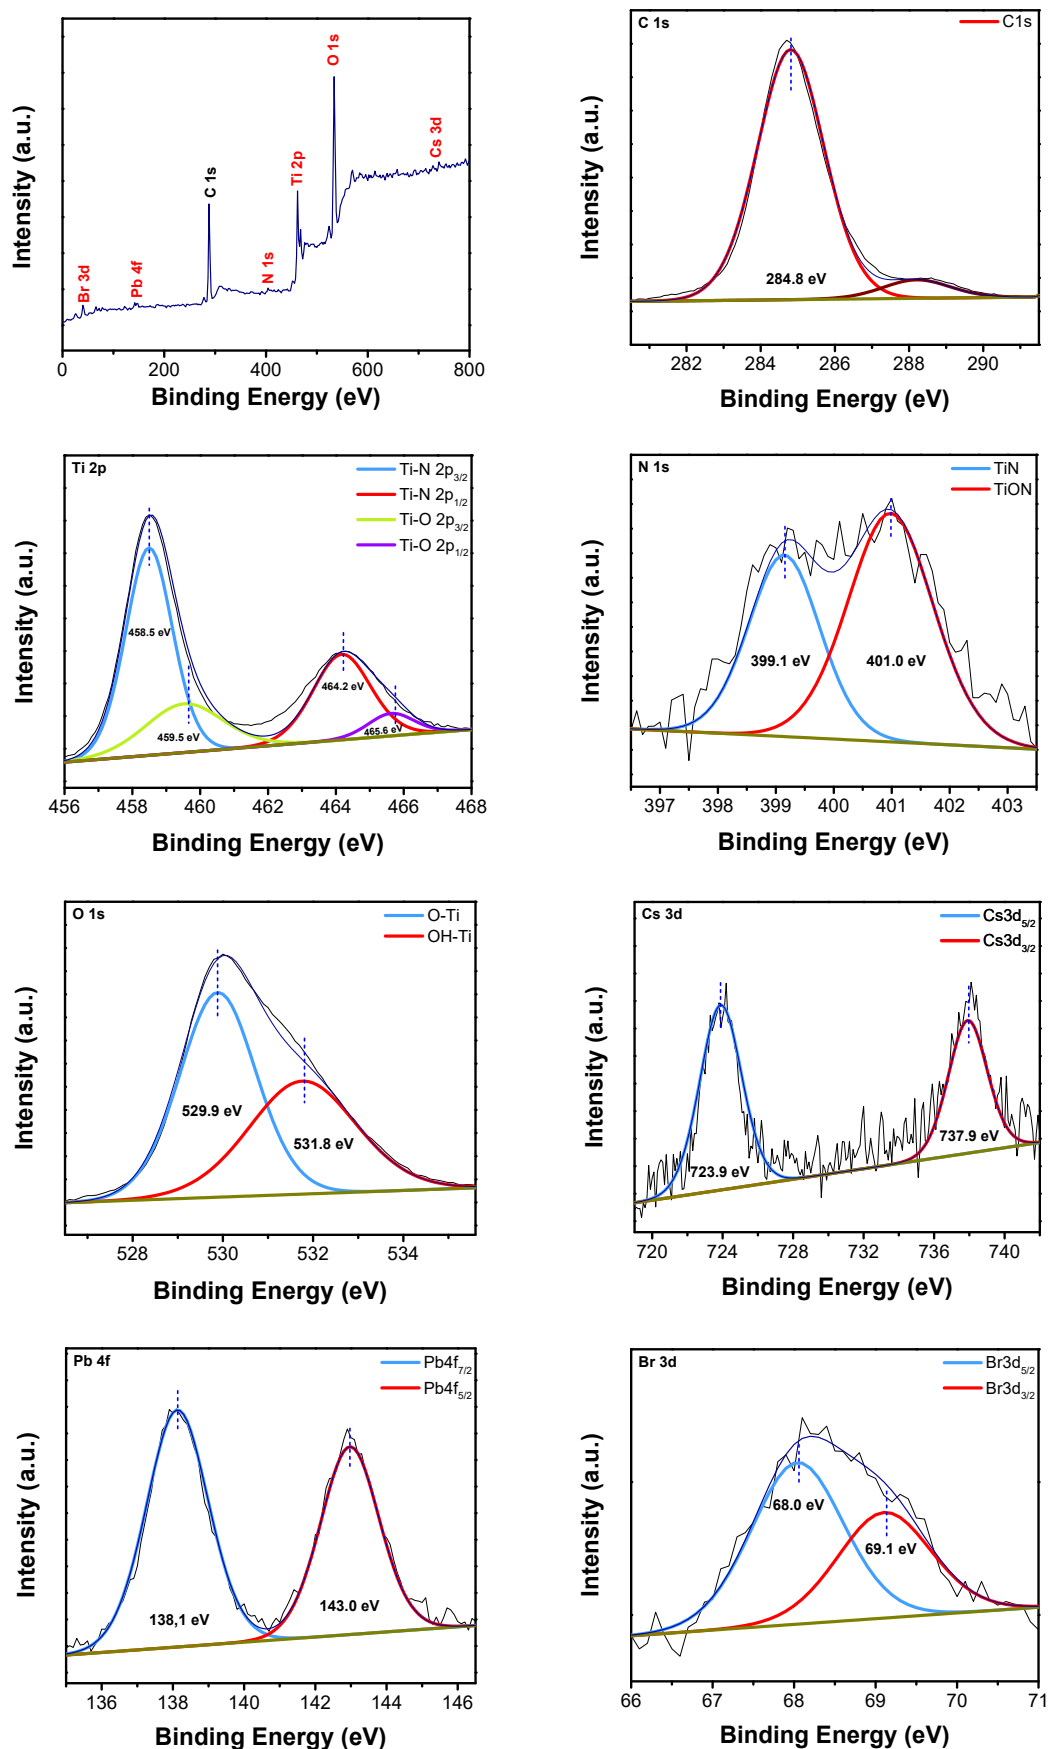 Br 3d
Pb 4f
C 1s
N 1s
Ti 2p
O 1s
Cs 3d
Intensity (a.u.)
0 200 400 600 800
Binding Energy (eV)
C 1s
C1s
284.8 eV
Intensity (a.u.)
282 284 286 288 290
Binding Energy (eV)
Ti 2p
Ti-N 2p3/2
Ti-N 2p1/2
Ti-O 2p3/2
Ti-O 2p1/2
458.5 eV
459.5 eV
464.2 eV
465.6 eV
Intensity (a.u.)
456 458 460 462 464 466 468
Binding Energy (eV)
N 1s
TiN
TiON
399.1 eV
401.0 eV
Intensity (a.u.)
397 398 399 400 401 402 403
Binding Energy (eV)
O 1s
O-Ti
OH-Ti
529.9 eV
531.8 eV
Intensity (a.u.)
528 530 532 534
Binding Energy (eV)
Cs 3d
Cs3d5/2
Cs3d3/2
723.9 eV
737.9 eV
Intensity (a.u.)
720 724 728 732 736 740
Binding Energy (eV)
Pb 4f
Pb4f7/2
Pb4f5/2
138,1 eV
143.0 eV
Intensity (a.u.)
136 138 140 142 144 146
Binding Energy (eV)
Br 3d
Br3d5/2
Br3d3/2
68.0 eV
69.1 eV
Intensity (a.u.)
66 67 68 69 70 71
Binding Energy (eV)